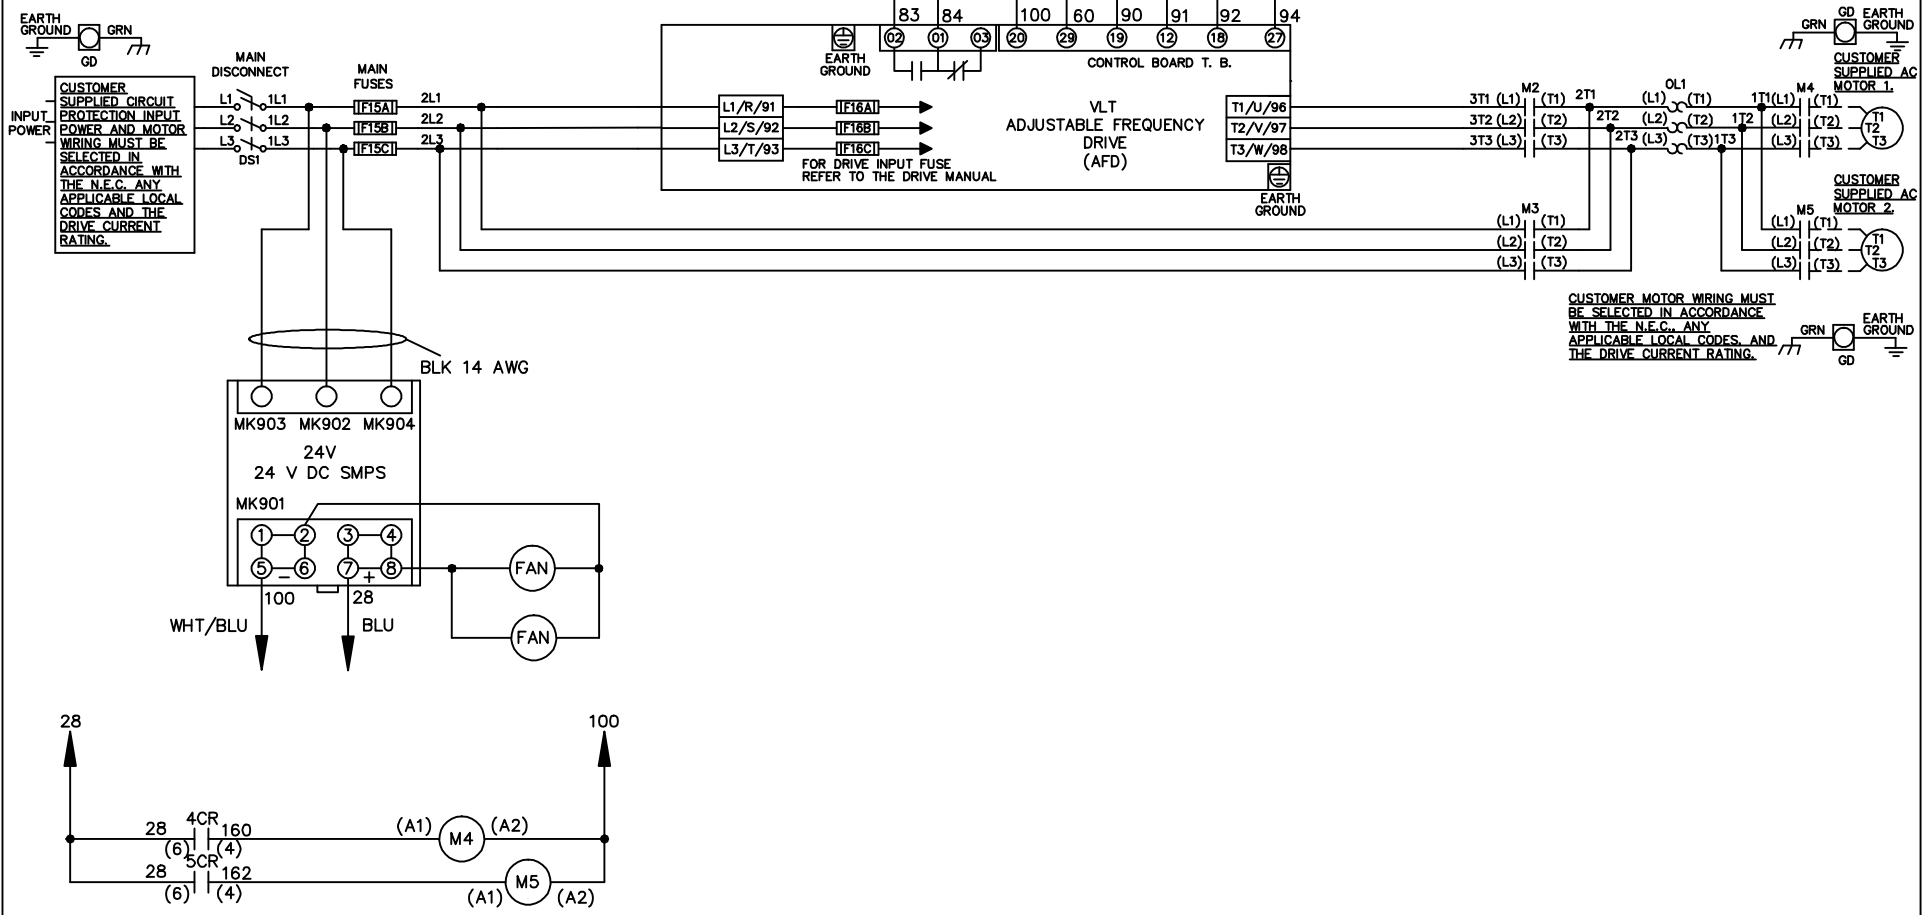 83 84 100 60 90 91 92 94
EARTH
GROUND
GRN
GD
02 01 03 20 29 19 12 18 27
EARTH
GROUND
CONTROL BOARD T. B.
GRN
GD
EARTH
GROUND
INPUT
POWER
CUSTOMER
SUPPLIED CIRCUIT
PROTECTION INPUT
POWER AND MOTOR
WIRING MUST BE
SELECTED IN
ACCORDANCE WITH
THE N.E.C. ANY
APPLICABLE LOCAL
CODES AND THE
DRIVE CURRENT
RATING.
MAIN
DISCONNECT
L1 1L1
L2 1L2
L3 1L3
DS1
MAIN
FUSES
F15A 2L1
F15B 2L2
F15C 2L3
L1/R/91 F16A
L2/S/92 F16B
L3/T/93 F16C
FOR DRIVE INPUT FUSE
REFER TO THE DRIVE MANUAL
VLT
ADJUSTABLE FREQUENCY
DRIVE
(AFD)
T1/U/96
T2/V/97
T3/W/98
EARTH
GROUND
M2
3T1 (L1) (T1) 2T1
3T2 (L2) (T2) 2T2
3T3 (L3) (T3) 2T3
OL1
(L1) (T1) 1T1
(L2) (T2) 1T2
(L3) (T3) 1T3
M4
(L1) (T1)
(L2) (T2)
(L3) (T3)
CUSTOMER
SUPPLIED AC
MOTOR 1.
T1
T2
T3
M3
(L1) (T1)
(L2) (T2)
(L3) (T3)
M5
(L1) (T1)
(L2) (T2)
(L3) (T3)
CUSTOMER
SUPPLIED AC
MOTOR 2.
T1
T2
T3
CUSTOMER MOTOR WIRING MUST
BE SELECTED IN ACCORDANCE
WITH THE N.E.C., ANY
APPLICABLE LOCAL CODES, AND
THE DRIVE CURRENT RATING.
GRN
GD
EARTH
GROUND
BLK 14 AWG
MK903 MK902 MK904
24V
24 V DC SMPS
MK901
1 2 3 4
5 6 7 8
- +
100 28
WHT/BLU BLU
FAN
FAN
28 100
4CR
28 160
(6) (4)
(A1) M4 (A2)
5CR
28 162
(6) (4)
(A1) M5 (A2)